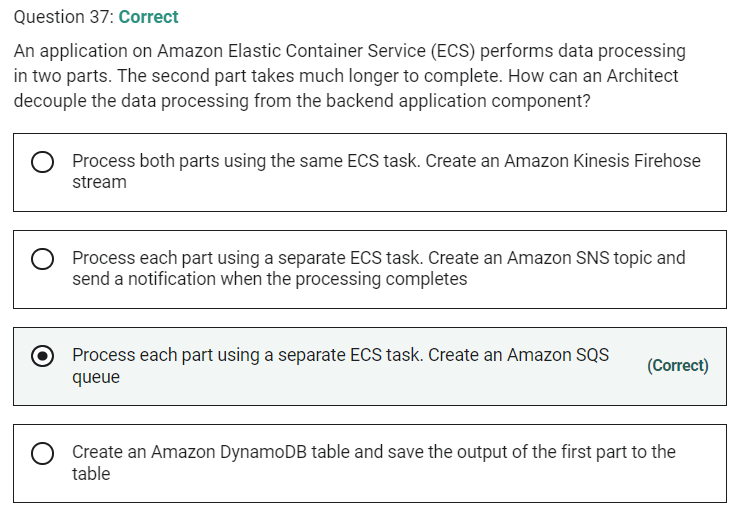 Question 37: Correct
An application on Amazon Elastic Container Service (ECS) performs data processing
in two parts. The second part takes much longer to complete. How can an Architect
decouple the data processing from the backend application component?
Process both parts using the same ECS task. Create an Amazon Kinesis Firehose
stream
Process each part using a separate ECS task. Create an Amazon SNS topic and
send a notification when the processing completes
Process each part using a separate ECS task. Create an Amazon SQS
queue
(Correct)
Create an Amazon DynamoDB table and save the output of the first part to the
table